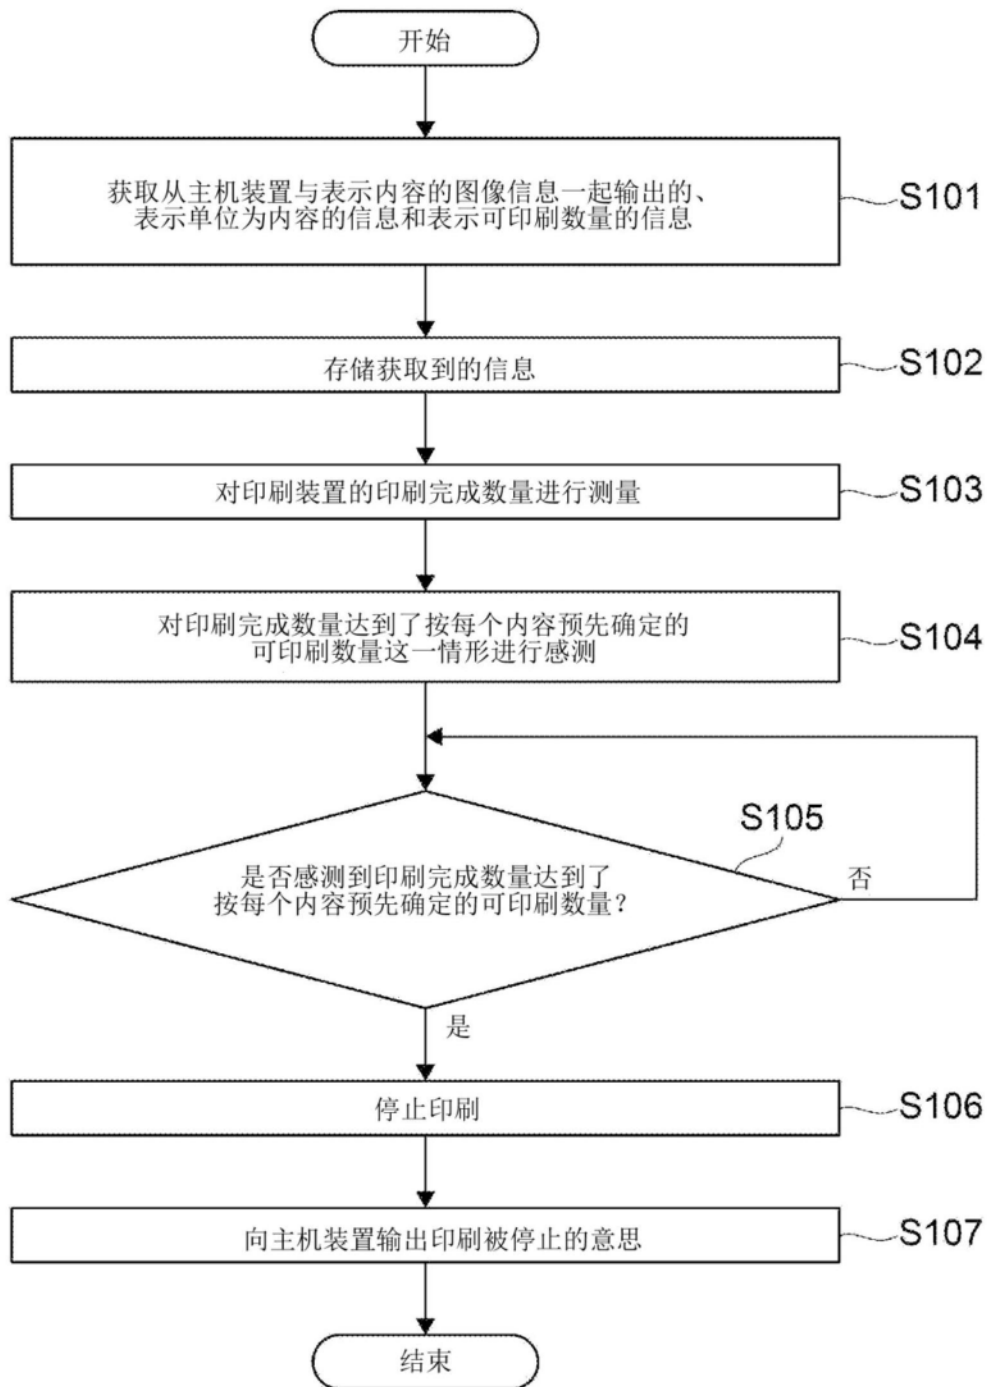 开始
获取从主机装置与表示内容的图像信息一起输出的、
表示单位为内容的信息和表示可印刷数量的信息
S101
存储获取到的信息
S102
对印刷装置的印刷完成数量进行测量
S103
对印刷完成数量达到了按每个内容预先确定的
可印刷数量这一情形进行感测
S104
S105
是否感测到印刷完成数量达到了
按每个内容预先确定的可印刷数量？
否
是
停止印刷
S106
向主机装置输出印刷被停止的意思
S107
结束